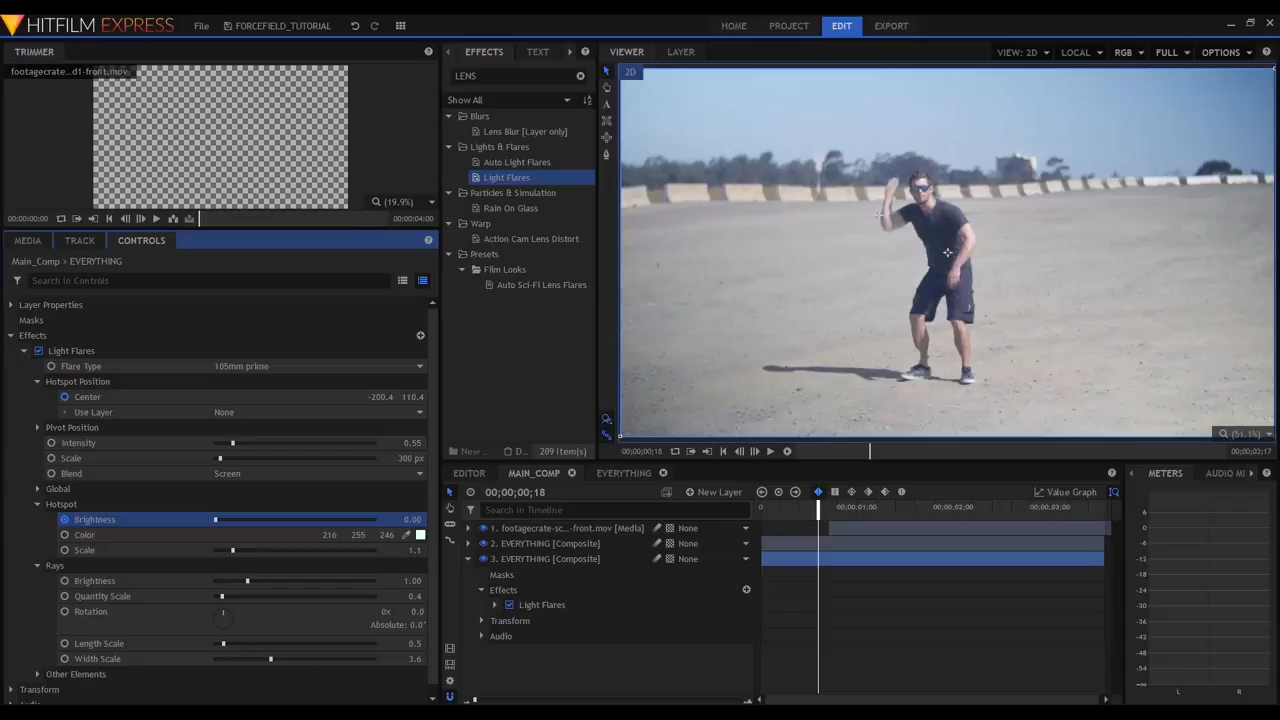 HITFILM EXPRESS
File
FORCEFIELD_TUTORIAL
HOME
PROJECT
EDIT
EXPORT
TRIMMER
footagecrate...d1-front.mov
(19.9%)
00;00;00;00
00;00;04;00
MEDIA
TRACK
CONTROLS
Main_Comp > EVERYTHING
Search in Controls
Layer Properties
Masks
Effects
Light Flares
Flare Type 105mm prime
Hotspot Position
Center -200.4 110.4
Use Layer None
Pivot Position
Intensity 0.55
Scale 300 px
Blend Screen
Global
Hotspot
Brightness 0.00
Color 216 255 246
Scale 1.1
Rays
Brightness 1.00
Quantity Scale 0.4
Rotation 0x 0.0
Absolute: 0.0°
Length Scale 0.5
Width Scale 3.6
Other Elements
Transform
EFFECTS
TEXT
LENS
Show All
Blurs
Lens Blur [Layer only]
Lights & Flares
Auto Light Flares
Light Flares
Particles & Simulation
Rain On Glass
Warp
Action Cam Lens Distort
Presets
Film Looks
Auto Sci-Fi Lens Flares
New ...
D...
209 item(s)
VIEWER
LAYER
VIEW: 2D
LOCAL
RGB
FULL
OPTIONS
2D
(51.1%)
00;00;00;18
00;00;03;17
EDITOR
MAIN_COMP
EVERYTHING
00;00;00;18
New Layer
Value Graph
Search in Timeline
0
00;00;01;00
00;00;02;00
00;00;03;00
1. footagecrate-sc...-front.mov [Media] None
2. EVERYTHING [Composite] None
3. EVERYTHING [Composite] None
Masks
Effects
Light Flares
Transform
Audio
METERS
AUDIO MI
6
0
-6
-12
-18
-24
-30
-36
-42
-48
-54
-∞
L R